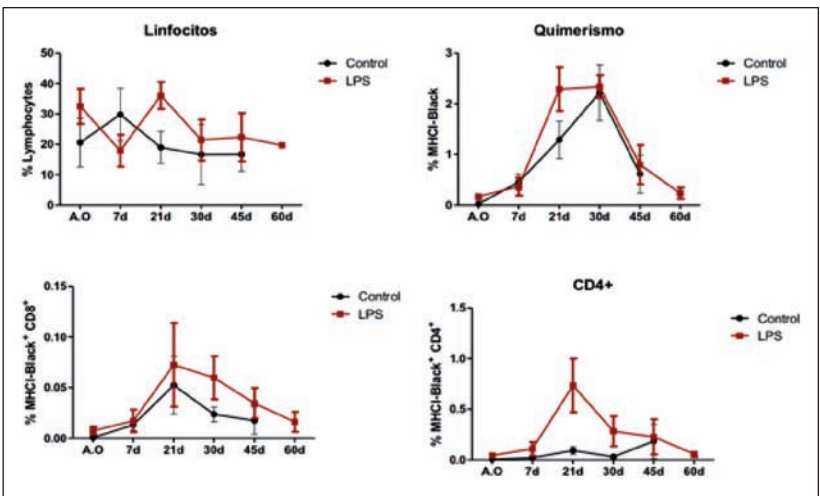 Linfocitos
50
40
30
20
10
0
% Lymphocytes
A.O 7d 21d 30d 45d 60d
Control
LPS
Quimerismo
3
2
1
0
% MHCI-Black
A.O 7d 21d 30d 45d 60d
Control
LPS
0.15
0.10
0.05
0.00
% MHCI-Black⁺ CD8⁺
A.O 7d 21d 30d 45d 60d
Control
LPS
CD4+
1.5
1.0
0.5
0.0
% MHCI-Black⁺ CD4⁺
A.O 7d 21d 30d 45d 60d
Control
LPS